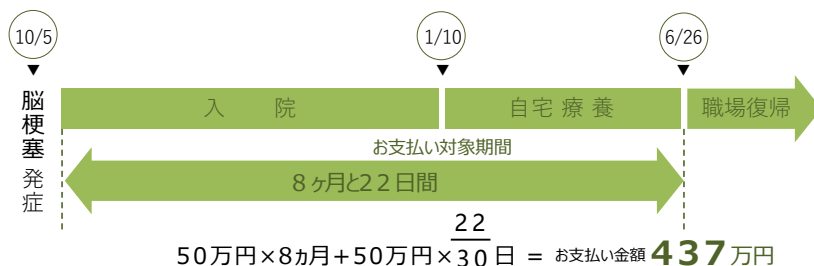 10/5
1/10
6/26
脳梗塞発症
入院
自宅療養
職場復帰
お支払い対象期間
8ヶ月と22日間
50万円×8ヵ月+50万円×22/30日 = お支払い金額 437万円